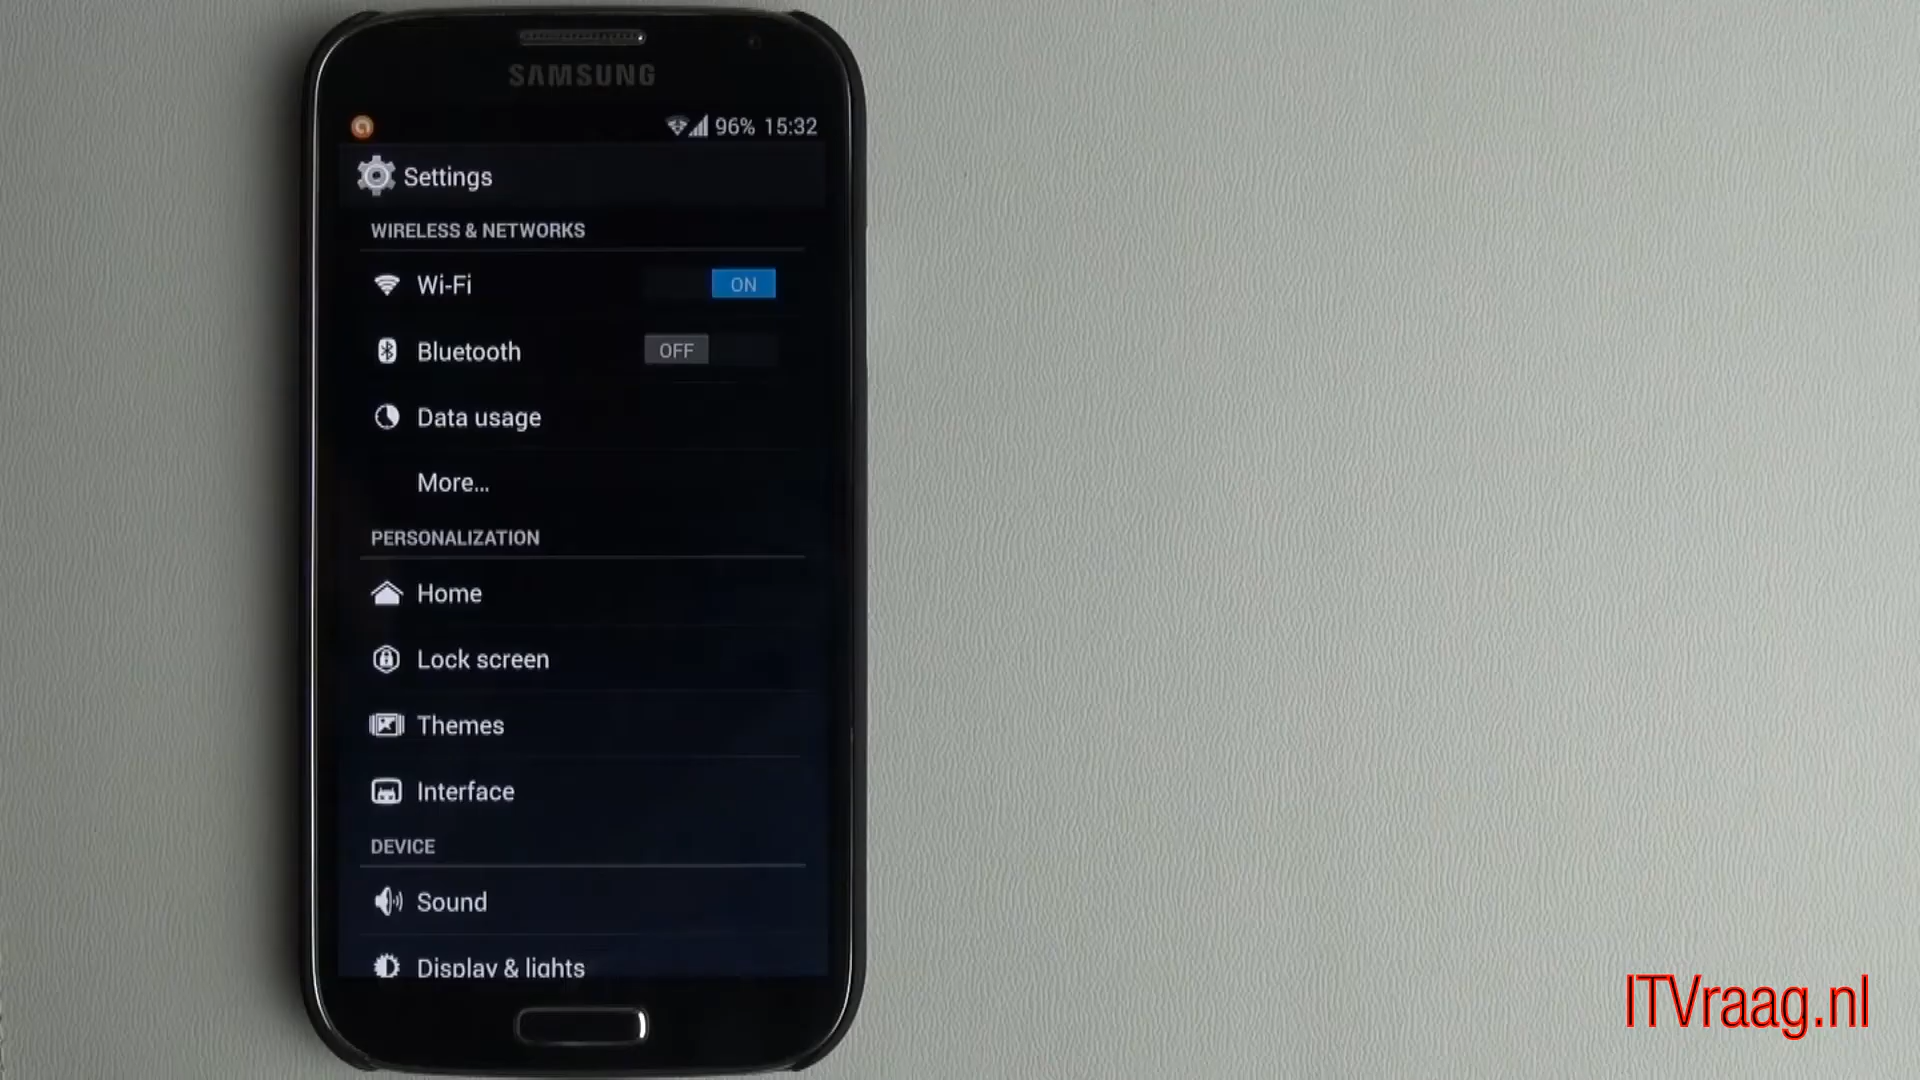 SAMSUNG
96% 15:32
Settings
WIRELESS & NETWORKS
Wi-Fi ON
Bluetooth OFF
Data usage
More...
PERSONALIZATION
Home
Lock screen
Themes
Interface
DEVICE
Sound
Display & lights
ITVraag.nl